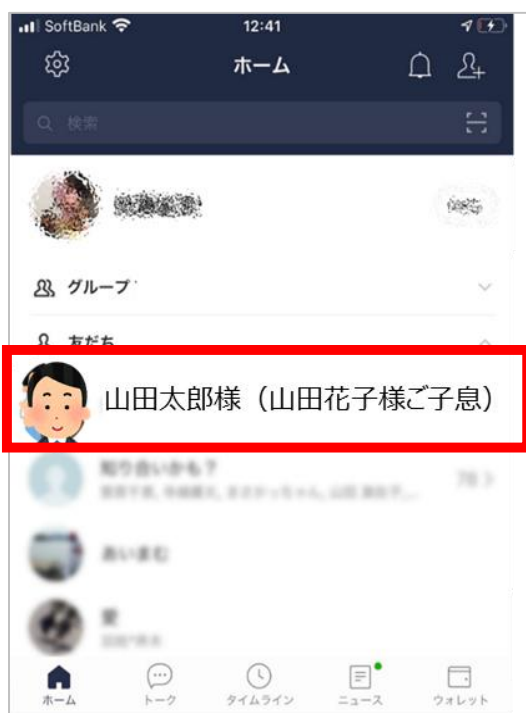 SoftBank 12:41
ホーム
検索
グループ
友だち
山田太郎様（山田花子様ご子息）
知り合いかも？
あいまむ
愛
ホーム トーク タイムライン ニュース ウォレット